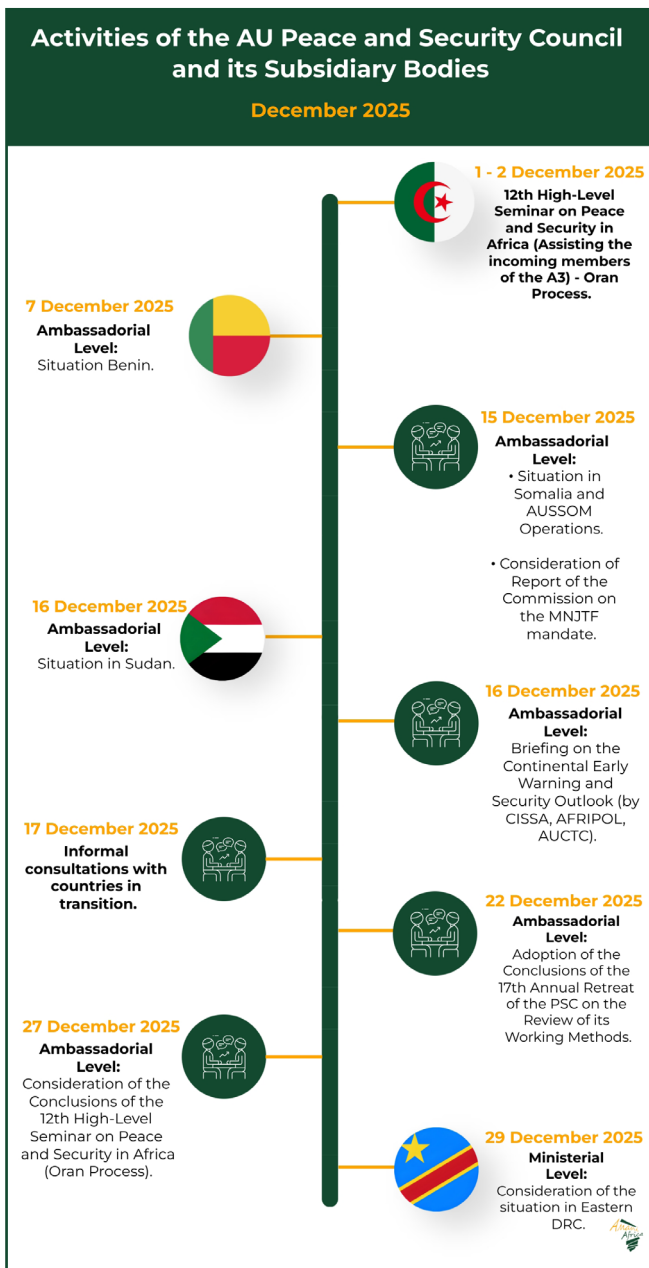 Activities of the AU Peace and Security Council
and its Subsidiary Bodies
December 2025
1 - 2 December 2025
12th High-Level
Seminar on Peace
and Security in
Africa (Assisting the
incoming members
of the A3) - Oran
Process.
7 December 2025
Ambassadorial
Level:
Situation Benin.
15 December 2025
Ambassadorial
Level:
• Situation in
Somalia and
AUSSOM
Operations.
• Consideration of
Report of the
Commission on
the MNJTF
mandate.
16 December 2025
Ambassadorial
Level:
Situation in Sudan.
16 December 2025
Ambassadorial
Level:
Briefing on the
Continental Early
Warning and
Security Outlook (by
CISSA, AFRIPOL,
AUCTC).
17 December 2025
Informal
consultations with
countries in
transition.
22 December 2025
Ambassadorial
Level:
Adoption of the
Conclusions of the
17th Annual Retreat
of the PSC on the
Review of its
Working Methods.
27 December 2025
Ambassadorial
Level:
Consideration of the
Conclusions of the
12th High-Level
Seminar on Peace
and Security in Africa
(Oran Process).
29 December 2025
Ministerial
Level:
Consideration of the
situation in Eastern
DRC.
Amani
Africa